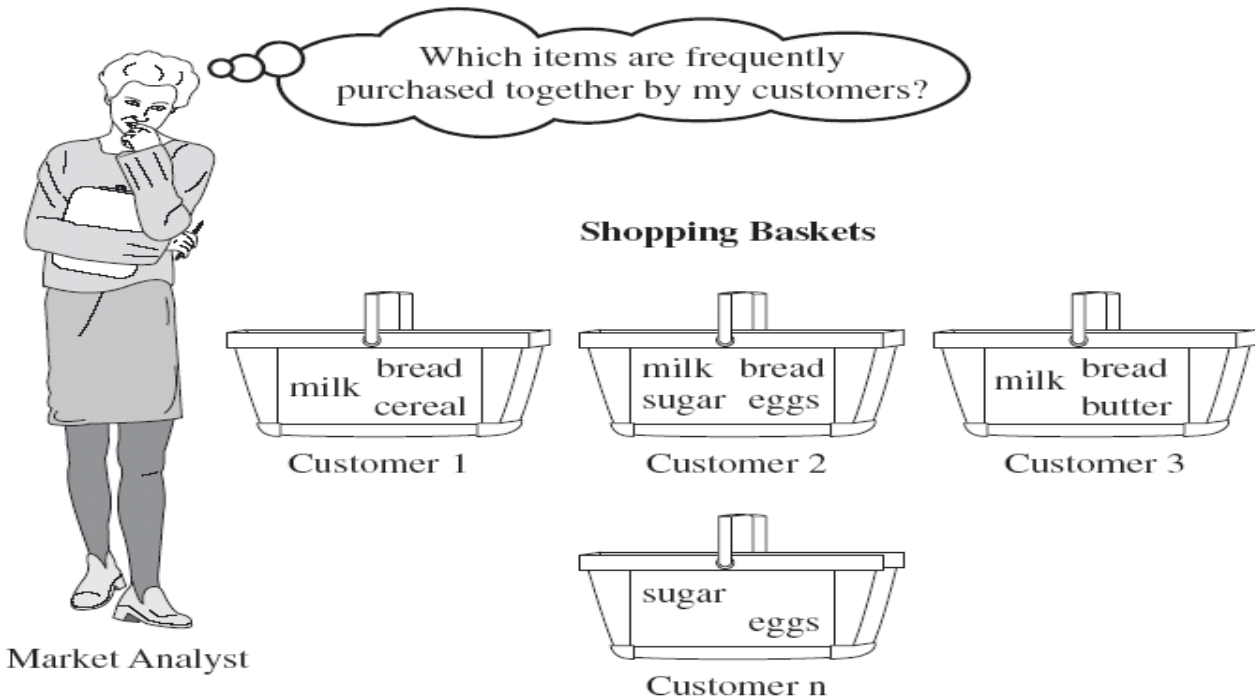 Which items are frequently
purchased together by my customers?
Shopping Baskets
milk bread
cereal
Customer 1
milk bread
sugar eggs
Customer 2
milk bread
butter
Customer 3
sugar
eggs
Customer n
Market Analyst